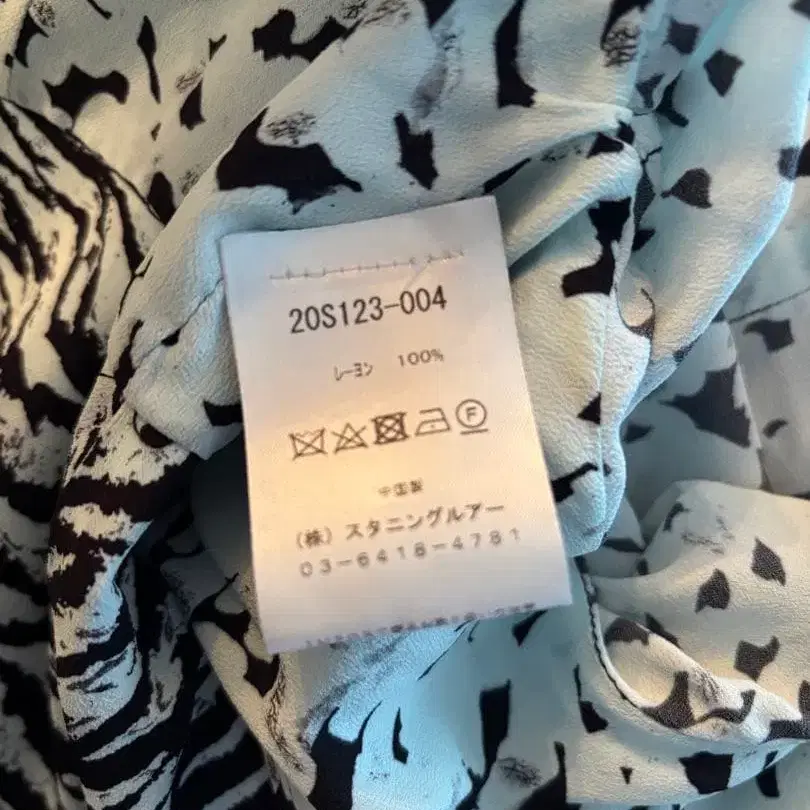 20S123-004
レーヨン 100%
F
中国製
(株) スタニングルアー
03-6418-4781